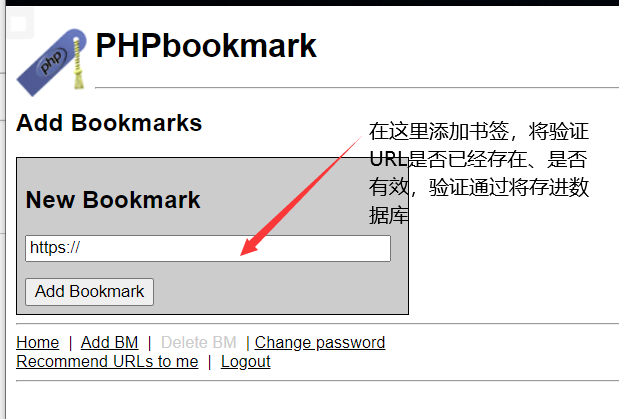 php
PHPbookmark
Add Bookmarks
在这里添加书签，将验证
URL是否已经存在、是否
有效，验证通过将存进数
据库
New Bookmark
https://
Add Bookmark
Home | Add BM | Delete BM | Change password
Recommend URLs to me | Logout